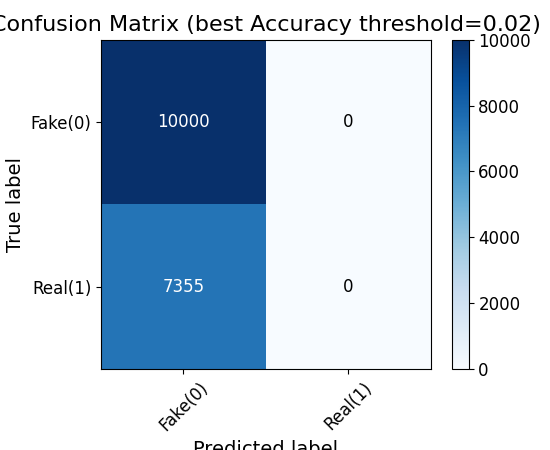 Confusion Matrix (best Accuracy threshold=0.02)
10000
8000
6000
4000
2000
0
True label
Fake(0)
10000
0
Real(1)
7355
0
Fake(0)
Real(1)
Predicted label